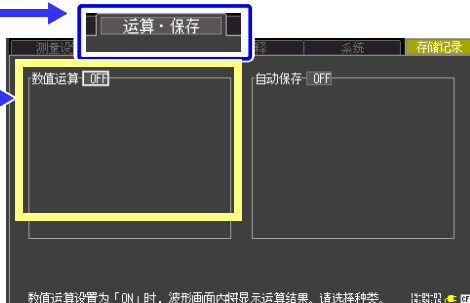 运算·保存
测量设
释
系统
存储记录
数值运算 OFF
自动保存 OFF
数值运算设置为「ON」时，波形画面内将显示运算结果。请选择种类。